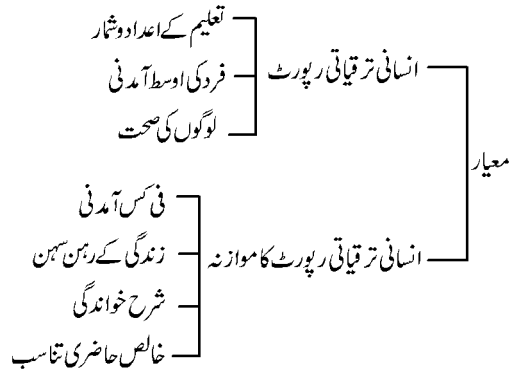 معیار
انسانی ترقیاتی رپورٹ
تعلیم کے اعداد و شمار
فرد کی اوسط آمدنی
لوگوں کی صحت
انسانی ترقیاتی رپورٹ کا موازنہ
فی کس آمدنی
زندگی کے رہن سہن
شرح خواندگی
خالص حاضری تناسب